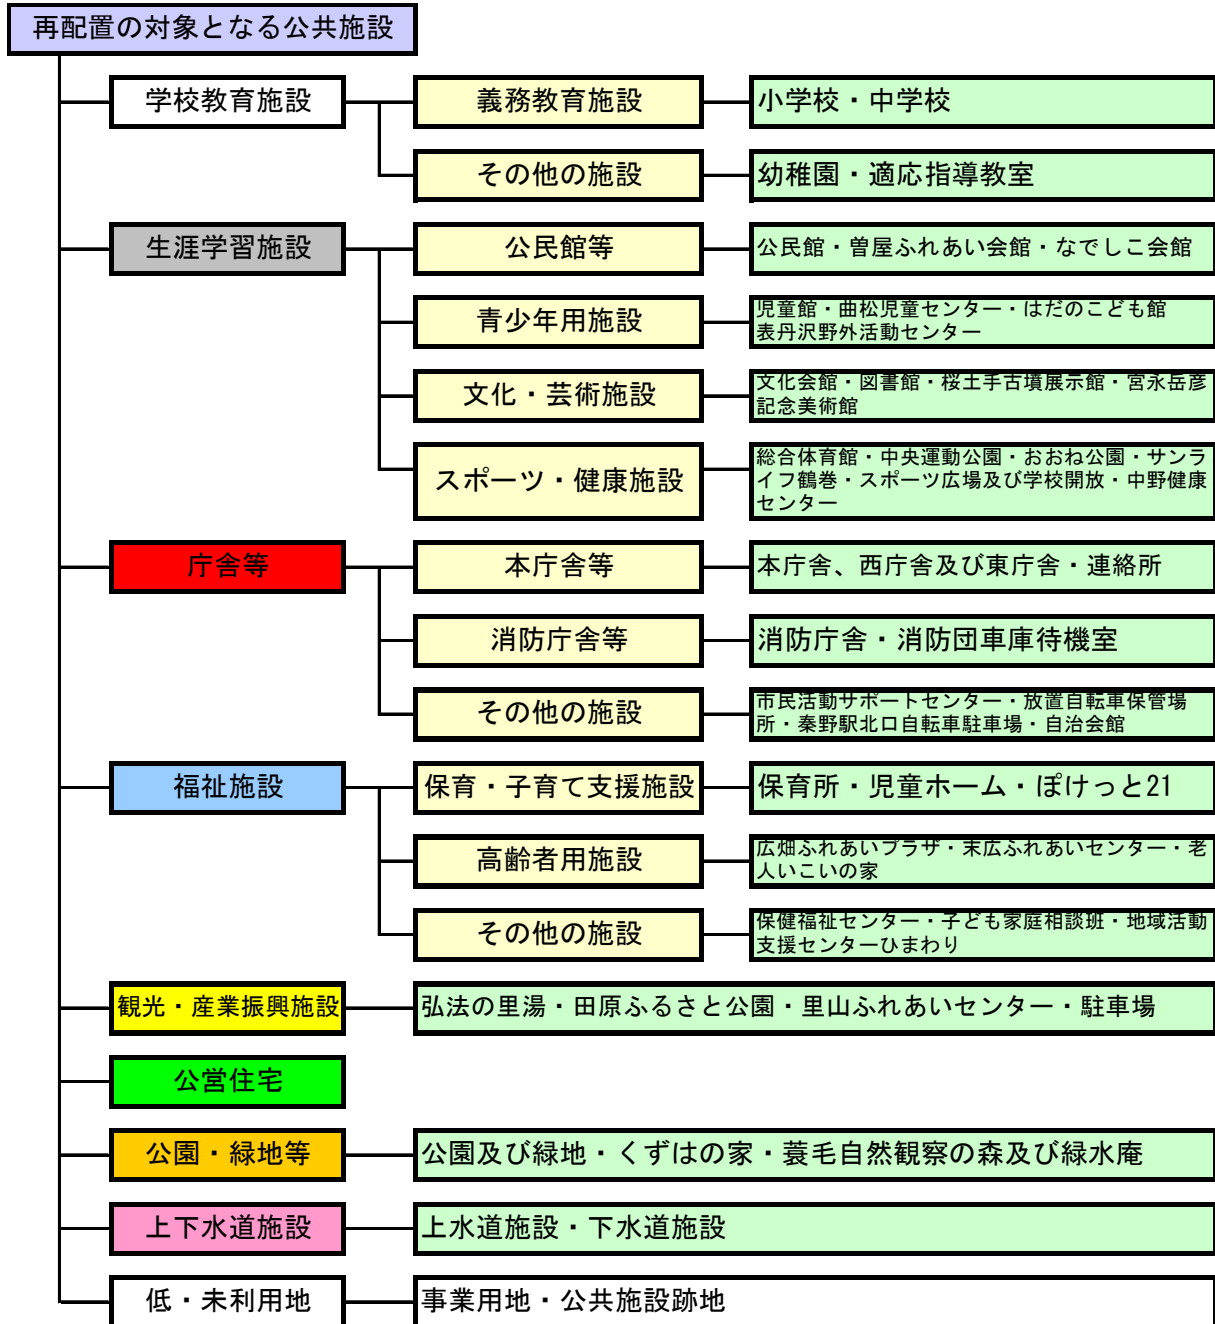 再配置の対象となる公共施設
学校教育施設
義務教育施設
小学校・中学校
その他の施設
幼稚園・適応指導教室
生涯学習施設
公民館等
公民館・曽屋ふれあい会館・なでしこ会館
青少年用施設
児童館・曲松児童センター・はだのこども館
表丹沢野外活動センター
文化・芸術施設
文化会館・図書館・桜土手古墳展示館・宮永岳彦
記念美術館
スポーツ・健康施設
総合体育館・中央運動公園・おおね公園・サンラ
イフ鶴巻・スポーツ広場及び学校開放・中野健康
センター
庁舎等
本庁舎等
本庁舎、西庁舎及び東庁舎・連絡所
消防庁舎等
消防庁舎・消防団車庫待機室
その他の施設
市民活動サポートセンター・放置自転車保管場
所・秦野駅北口自転車駐車場・自治会館
福祉施設
保育・子育て支援施設
保育所・児童ホーム・ぽけっと21
高齢者用施設
広畑ふれあいプラザ・末広ふれあいセンター・老
人いこいの家
その他の施設
保健福祉センター・子ども家庭相談班・地域活動
支援センターひまわり
観光・産業振興施設
弘法の里湯・田原ふるさと公園・里山ふれあいセンター・駐車場
公営住宅
公園・緑地等
公園及び緑地・くずはの家・蓑毛自然観察の森及び緑水庵
上下水道施設
上水道施設・下水道施設
低・未利用地
事業用地・公共施設跡地